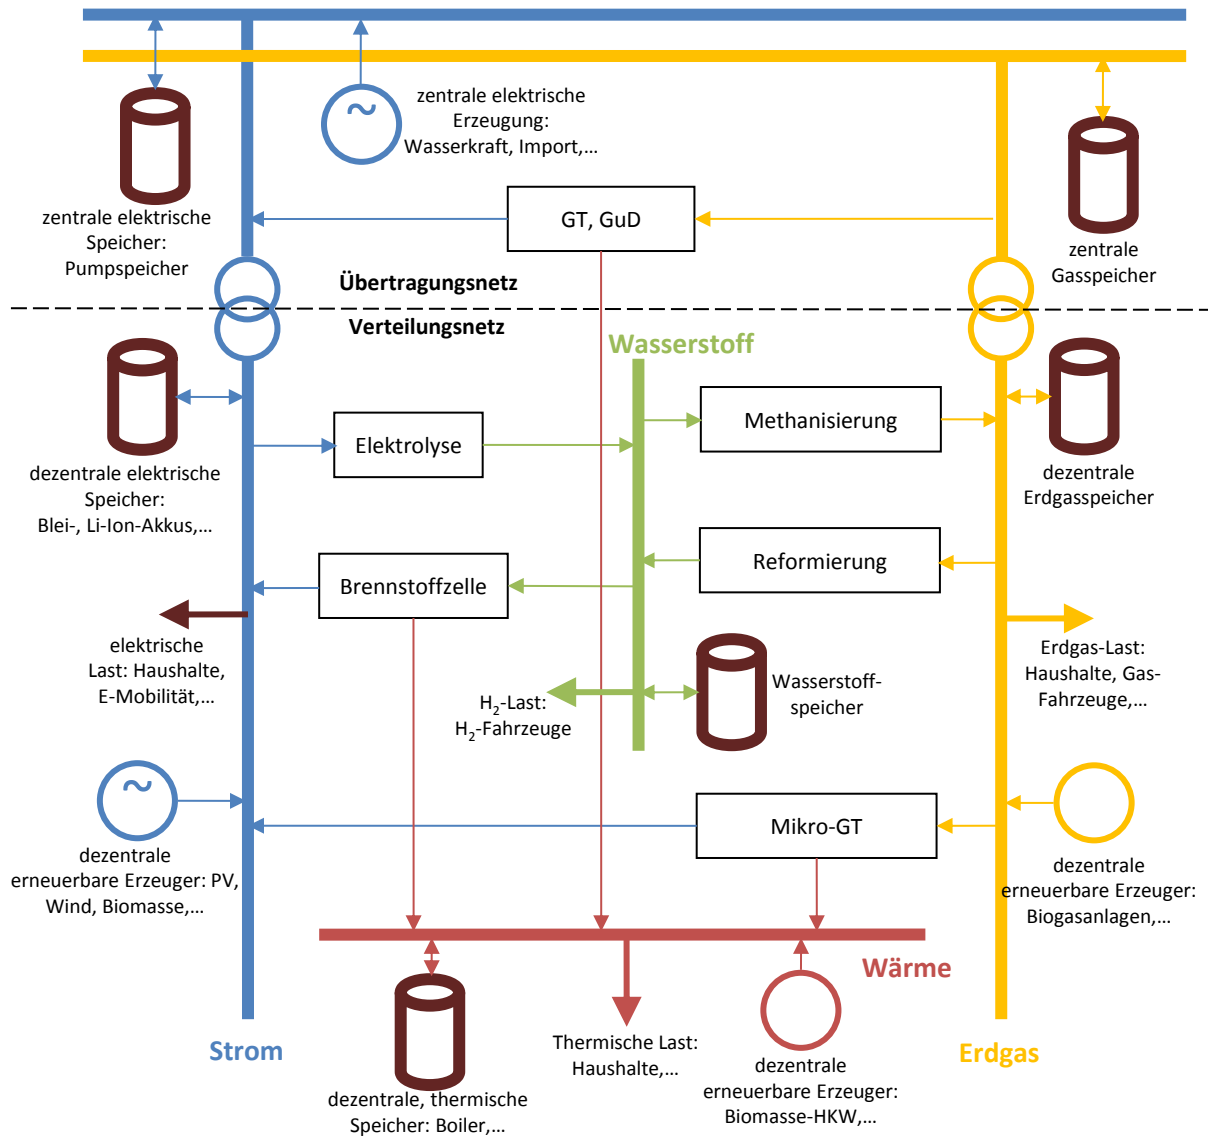 ~
zentrale elektrische
Erzeugung:
Wasserkraft, Import,...
zentrale elektrische
Speicher:
Pumpspeicher
GT, GuD
zentrale
Gasspeicher
Übertragungsnetz
Verteilungsnetz
Wasserstoff
dezentrale elektrische
Speicher:
Blei-, Li-Ion-Akkus,...
Elektrolyse
Methanisierung
dezentrale
Erdgasspeicher
Brennstoffzelle
Reformierung
elektrische
Last: Haushalte,
E-Mobilität,...
H₂-Last:
H₂-Fahrzeuge
Wasserstoff-
speicher
Erdgas-Last:
Haushalte, Gas-
Fahrzeuge,...
~
dezentrale
erneuerbare Erzeuger: PV,
Wind, Biomasse,...
Mikro-GT
dezentrale
erneuerbare Erzeuger:
Biogasanlagen,...
Wärme
Strom
dezentrale, thermische
Speicher: Boiler,...
Thermische Last:
Haushalte,...
dezentrale
erneuerbare Erzeuger:
Biomasse-HKW,...
Erdgas